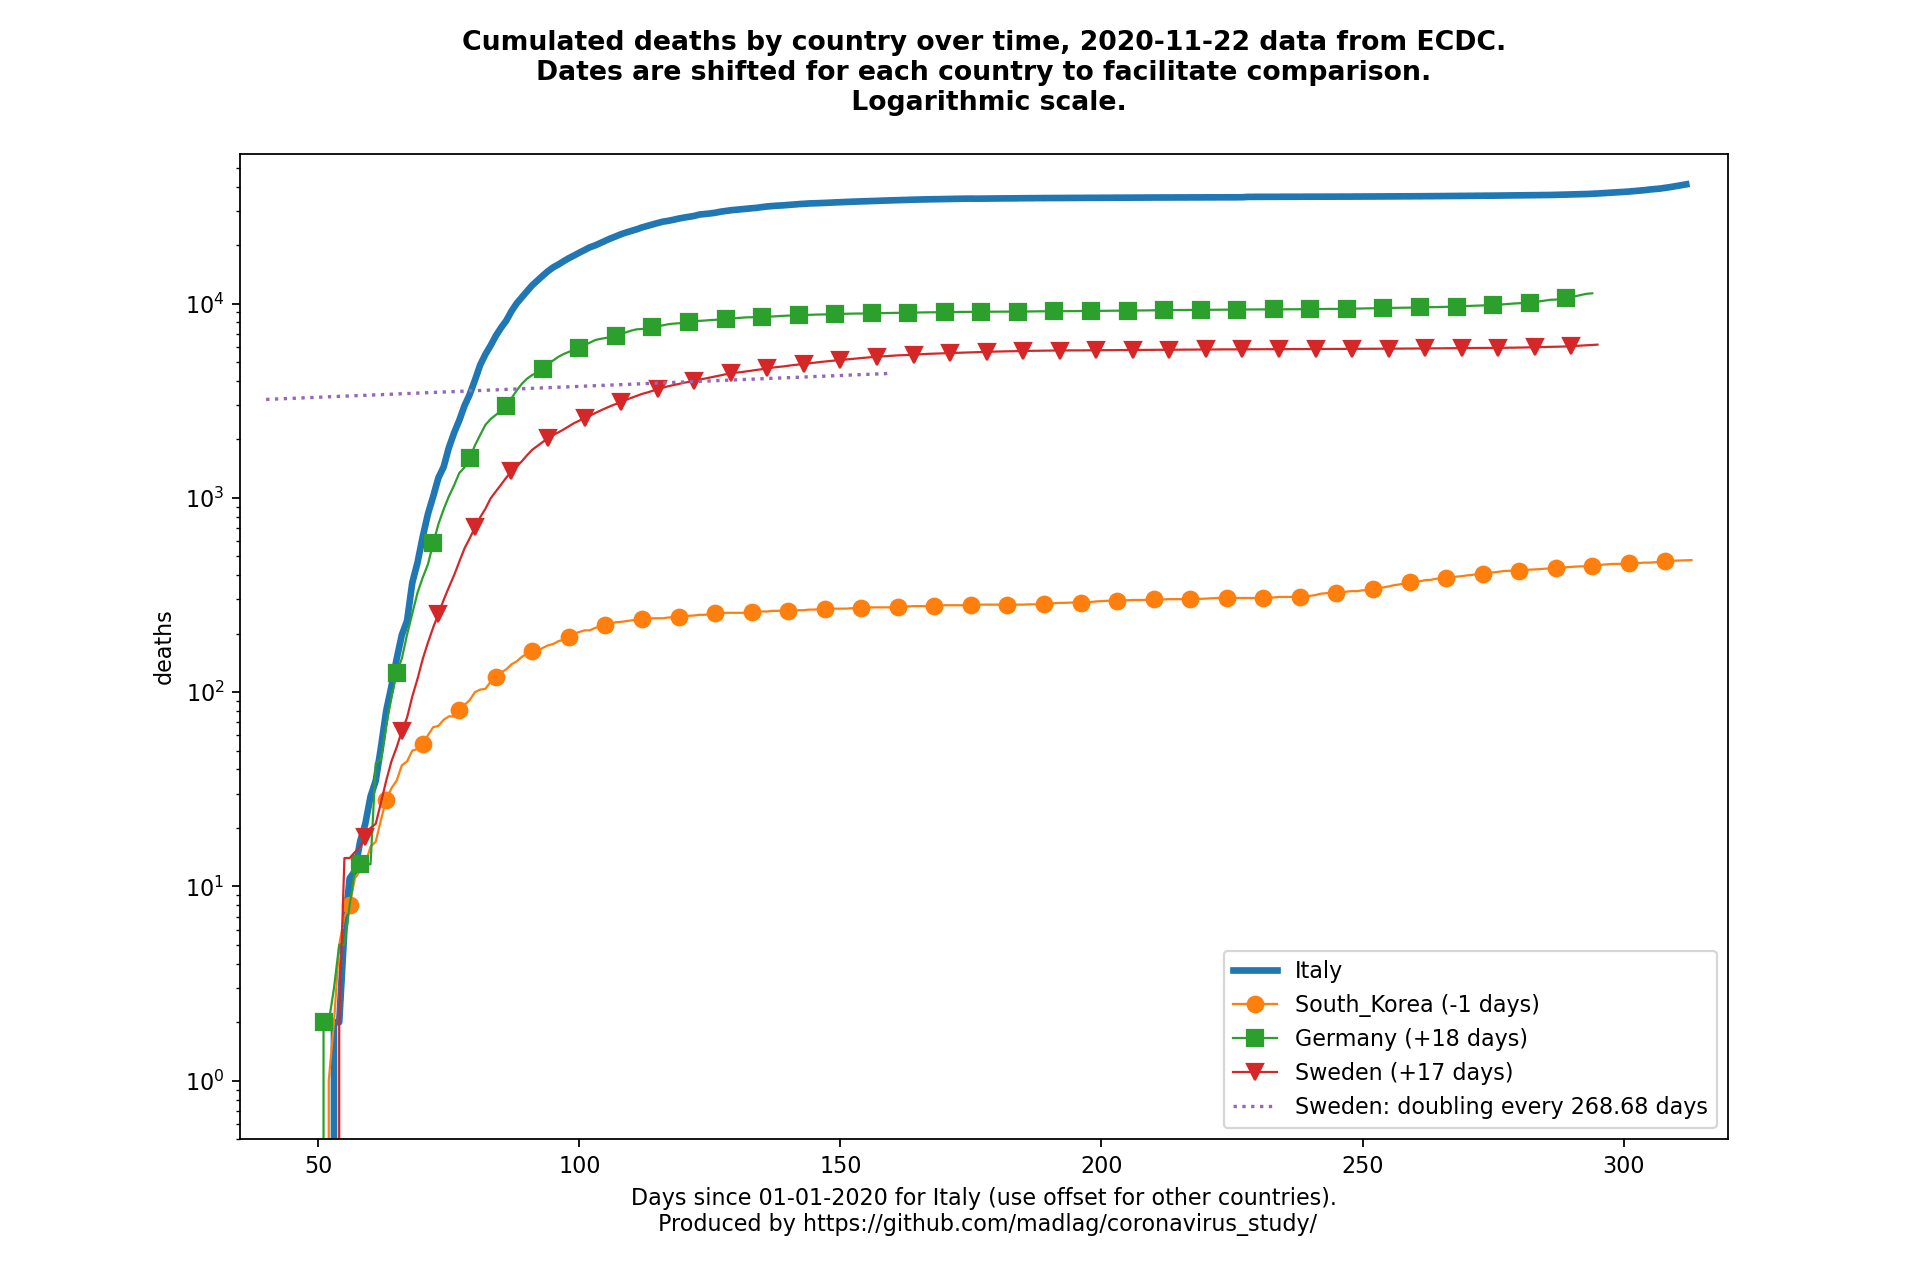 Cumulated deaths by country over time, 2020-11-22 data from ECDC.
Dates are shifted for each country to facilitate comparison.
Logarithmic scale.
10⁴
10³
10²
10¹
10⁰
deaths
Italy
South_Korea (-1 days)
Germany (+18 days)
Sweden (+17 days)
Sweden: doubling every 268.68 days
50 100 150 200 250 300
Days since 01-01-2020 for Italy (use offset for other countries).
Produced by https://github.com/madlag/coronavirus_study/